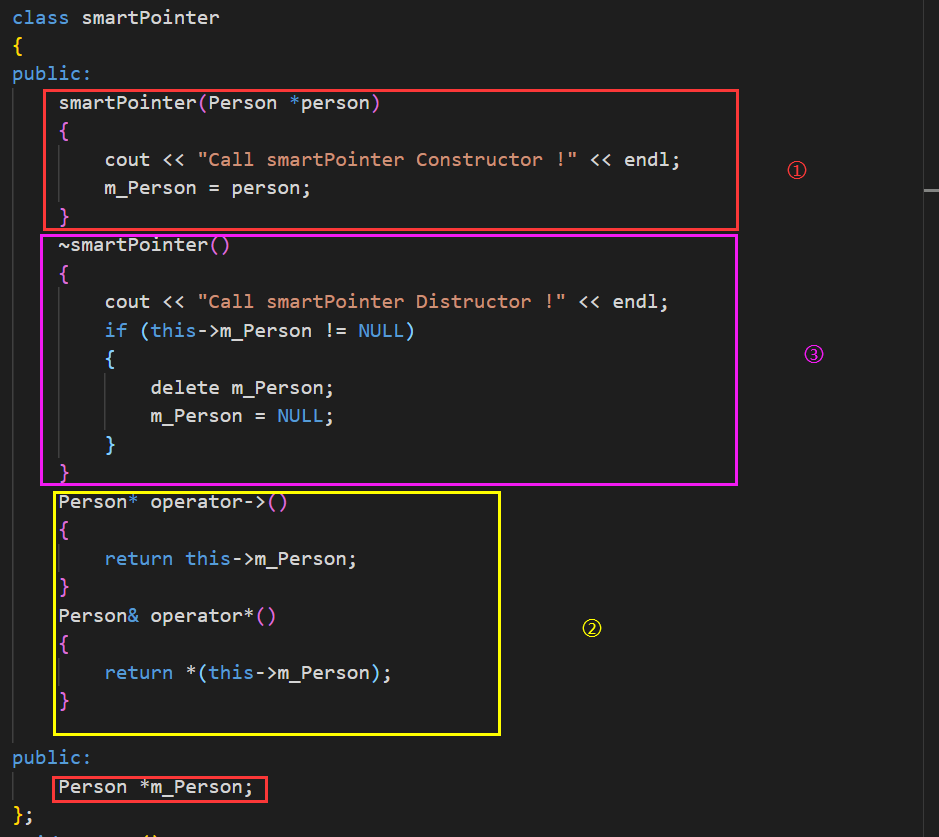 class smartPointer
{
public:
    smartPointer(Person *person)
    {
        cout << "Call smartPointer Constructor !" << endl;
        m_Person = person;
    }
①
    ~smartPointer()
    {
        cout << "Call smartPointer Distructor !" << endl;
        if (this->m_Person != NULL)
        {
            delete m_Person;
            m_Person = NULL;
        }
    }
③
    Person* operator->()
    {
        return this->m_Person;
    }
    Person& operator*()
    {
        return *(this->m_Person);
    }
②
public:
    Person *m_Person;
};